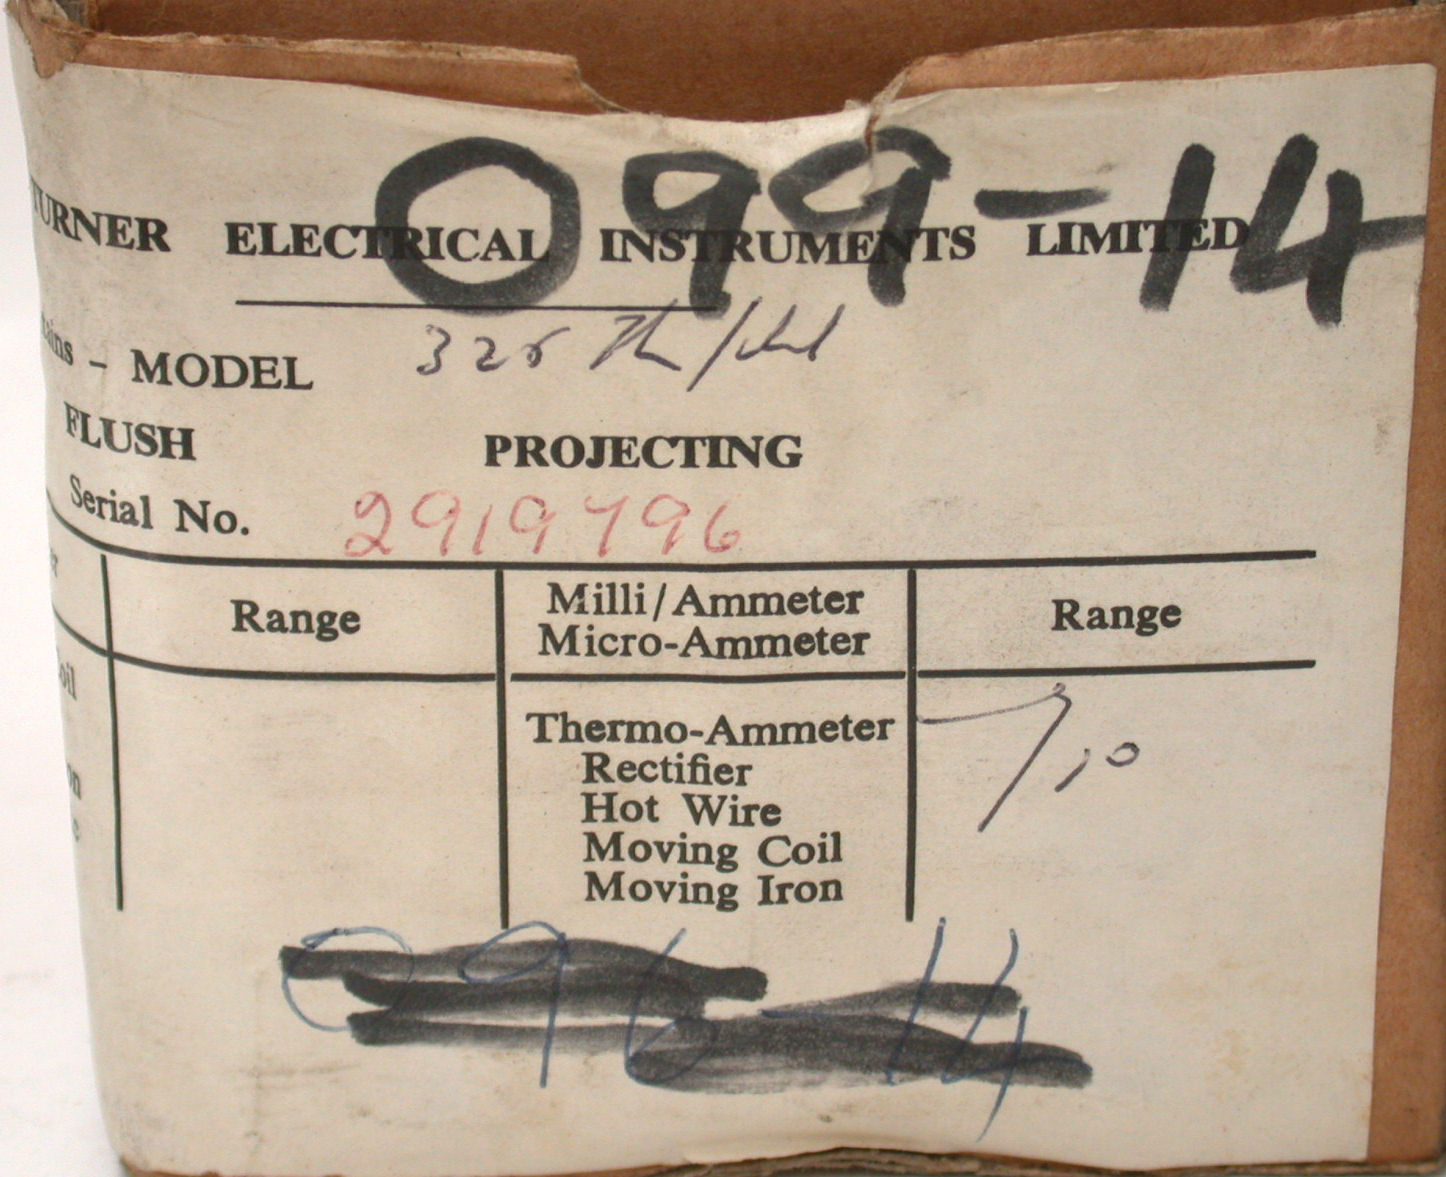 099-14
TURNER ELECTRICAL INSTRUMENTS LIMITED
- MODEL 325
FLUSH PROJECTING
Serial No. 2919796
Range Milli/Ammeter Range
Micro-Ammeter
Thermo-Ammeter
Rectifier
Hot Wire
Moving Coil
Moving Iron
096-14